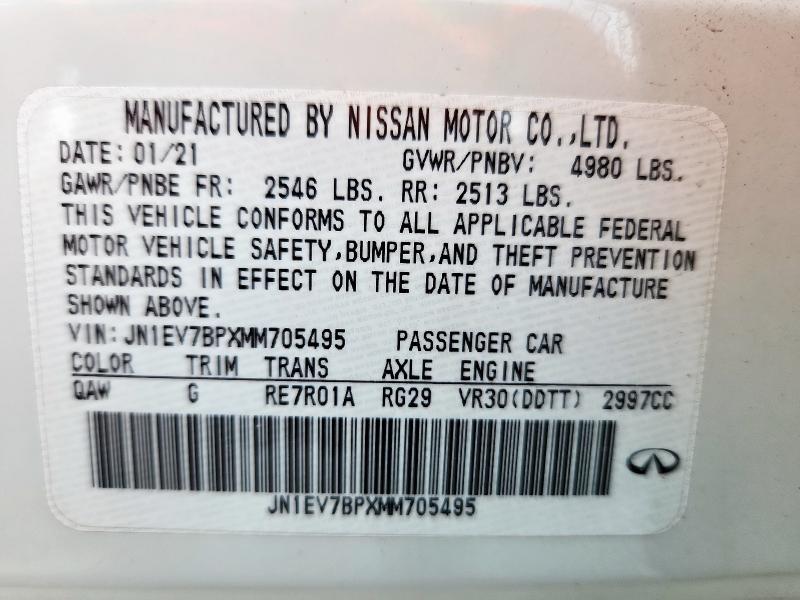 MANUFACTURED BY NISSAN MOTOR CO.,LTD.
DATE: 01/21 GVWR/PNBV: 4980 LBS.
GAWR/PNBE FR: 2546 LBS. RR: 2513 LBS.
THIS VEHICLE CONFORMS TO ALL APPLICABLE FEDERAL
MOTOR VEHICLE SAFETY,BUMPER,AND THEFT PREVENTION
STANDARDS IN EFFECT ON THE DATE OF MANUFACTURE
SHOWN ABOVE.
VIN:JN1EV7BPXMM705495 PASSENGER CAR
COLOR TRIM TRANS AXLE ENGINE
QAW G RE7R01A RG29 VR30(DDTT) 2997CC
JN1EV7BPXMM705495